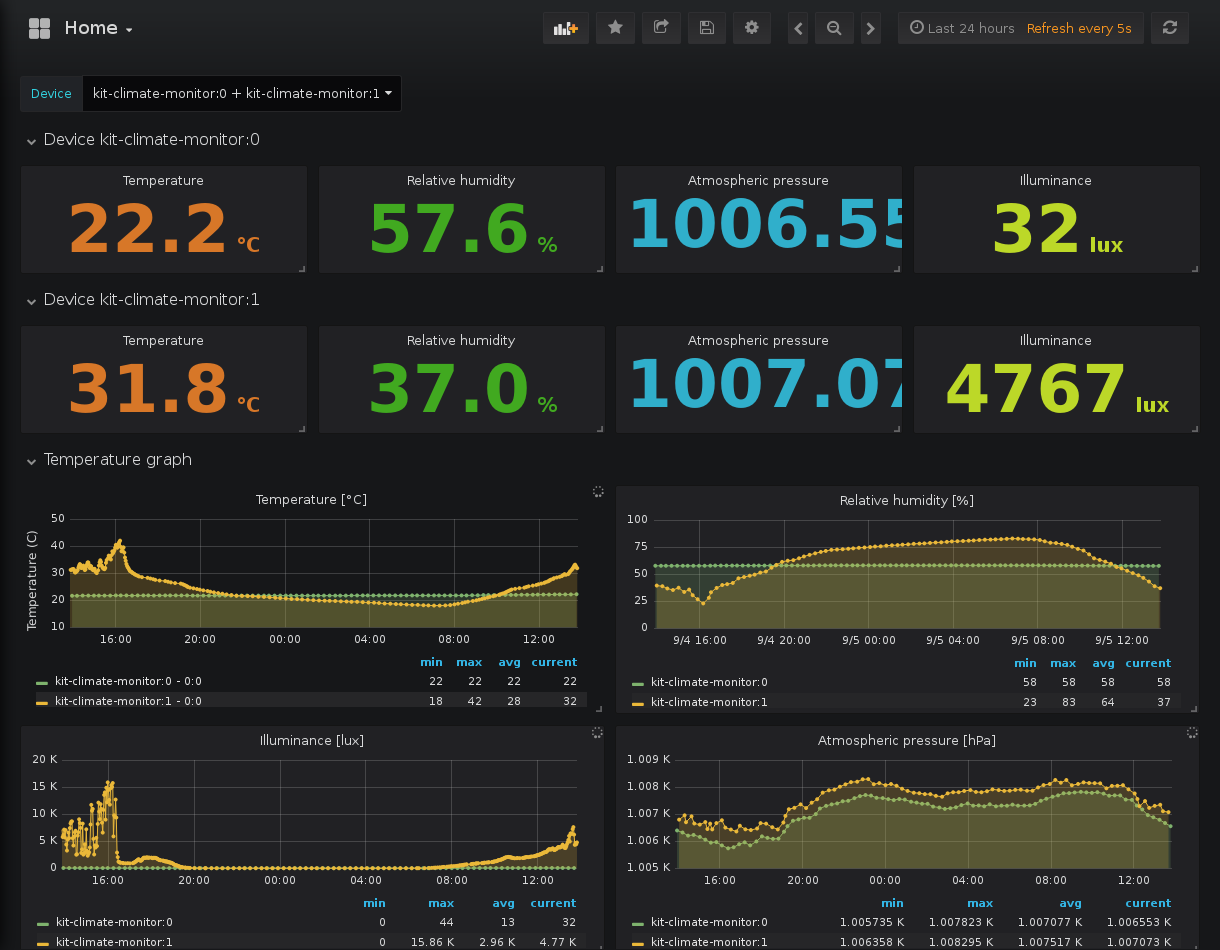 Home
Last 24 hours Refresh every 5s
Device kit-climate-monitor:0 + kit-climate-monitor:1
Device kit-climate-monitor:0
Temperature Relative humidity Atmospheric pressure Illuminance
22.2 °C 57.6 % 1006.55 32 lux
Device kit-climate-monitor:1
Temperature Relative humidity Atmospheric pressure Illuminance
31.8 °C 37.0 % 1007.07 4767 lux
Temperature graph
Temperature [°C]
Temperature (C)
50
40
30
20
10
16:00 20:00 00:00 04:00 08:00 12:00
min max avg current
kit-climate-monitor:0 - 0:0 22 22 22 22
kit-climate-monitor:1 - 0:0 18 42 28 32
Relative humidity [%]
100
75
50
25
0
9/4 16:00 9/4 20:00 9/5 00:00 9/5 04:00 9/5 08:00 9/5 12:00
min max avg current
kit-climate-monitor:0 58 58 58 58
kit-climate-monitor:1 23 83 64 37
Illuminance [lux]
20 K
15 K
10 K
5 K
0
16:00 20:00 00:00 04:00 08:00 12:00
min max avg current
kit-climate-monitor:0 0 44 13 32
kit-climate-monitor:1 0 15.86 K 2.96 K 4.77 K
Atmospheric pressure [hPa]
1.009 K
1.008 K
1.007 K
1.006 K
1.005 K
16:00 20:00 00:00 04:00 08:00 12:00
min max avg current
kit-climate-monitor:0 1.005735 K 1.007823 K 1.007077 K 1.006553 K
kit-climate-monitor:1 1.006358 K 1.008295 K 1.007517 K 1.007073 K